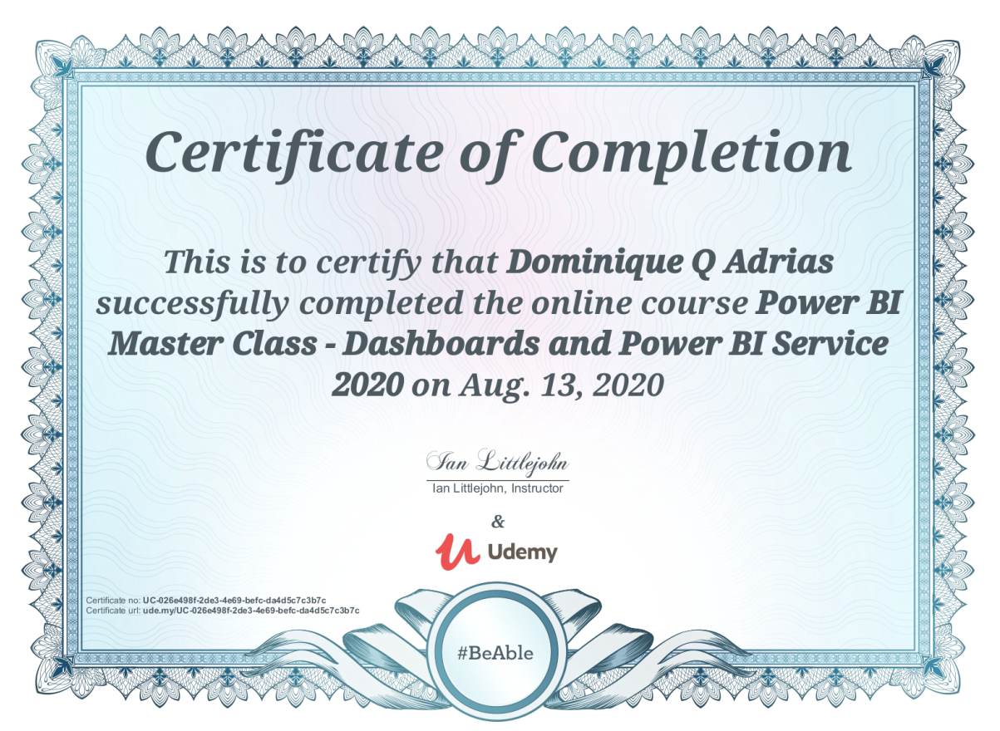 Certificate of Completion
This is to certify that Dominique Q Adrias
successfully completed the online course Power BI
Master Class - Dashboards and Power BI Service
2020 on Aug. 13, 2020
Ian Littlejohn
Ian Littlejohn, Instructor
&
Udemy
Certificate no: UC-026e498f-2de3-4e69-befc-da4d5c7c3b7c
Certificate url: ude.my/UC-026e498f-2de3-4e69-befc-da4d5c7c3b7c
#BeAble